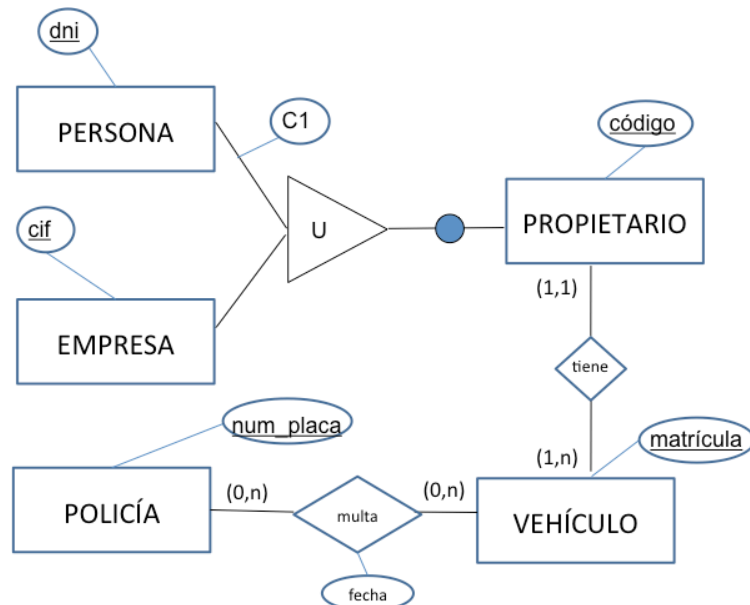 dni
PERSONA
C1
código
U
PROPIETARIO
cif
(1,1)
EMPRESA
tiene
num_placa
matrícula
(1,n)
(0,n)
(0,n)
POLICÍA
multa
VEHÍCULO
fecha